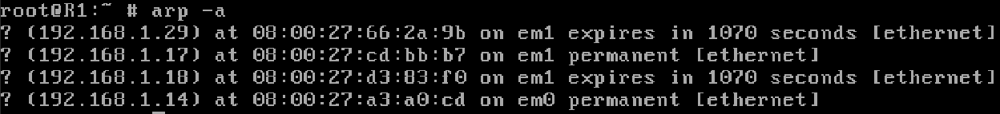 root@R1:~ # arp -a
? (192.168.1.29) at 08:00:27:66:2a:9b on em1 expires in 1070 seconds [ethernet]
? (192.168.1.17) at 08:00:27:cd:bb:b7 on em1 permanent [ethernet]
? (192.168.1.18) at 08:00:27:d3:83:f0 on em1 expires in 1070 seconds [ethernet]
? (192.168.1.14) at 08:00:27:a3:a0:cd on em0 permanent [ethernet]